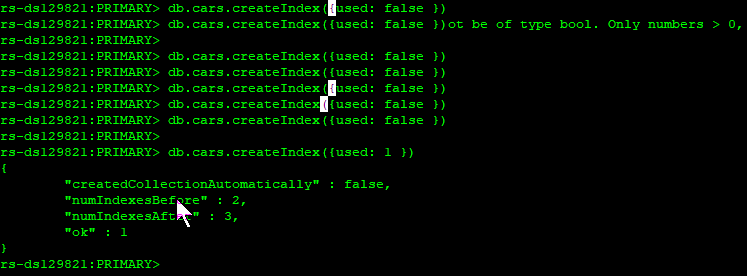 rs-ds129821:PRIMARY> db.cars.createIndex({used: false })
rs-ds129821:PRIMARY> db.cars.createIndex({used: false })ot be of type bool. Only numbers > 0,
rs-ds129821:PRIMARY>
rs-ds129821:PRIMARY> db.cars.createIndex({used: false })
rs-ds129821:PRIMARY> db.cars.createIndex({used: false })
rs-ds129821:PRIMARY> db.cars.createIndex({used: false })
rs-ds129821:PRIMARY> db.cars.createIndex({used: false })
rs-ds129821:PRIMARY> db.cars.createIndex({used: false })
rs-ds129821:PRIMARY>
rs-ds129821:PRIMARY> db.cars.createIndex({used: 1 })
{
"createdCollectionAutomatically" : false,
"numIndexesBefore" : 2,
"numIndexesAfter" : 3,
"ok" : 1
}
rs-ds129821:PRIMARY>